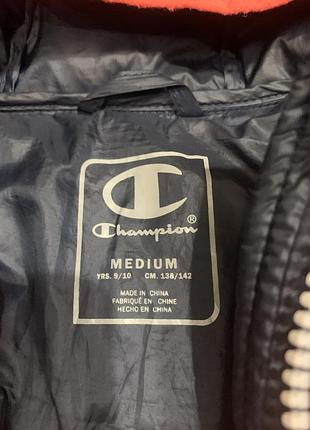 Champion®
MEDIUM
YRS. 9/10 CM. 138/142
MADE IN CHINA
FABRIQUÉ EN CHINE
HECHO EN CHINA